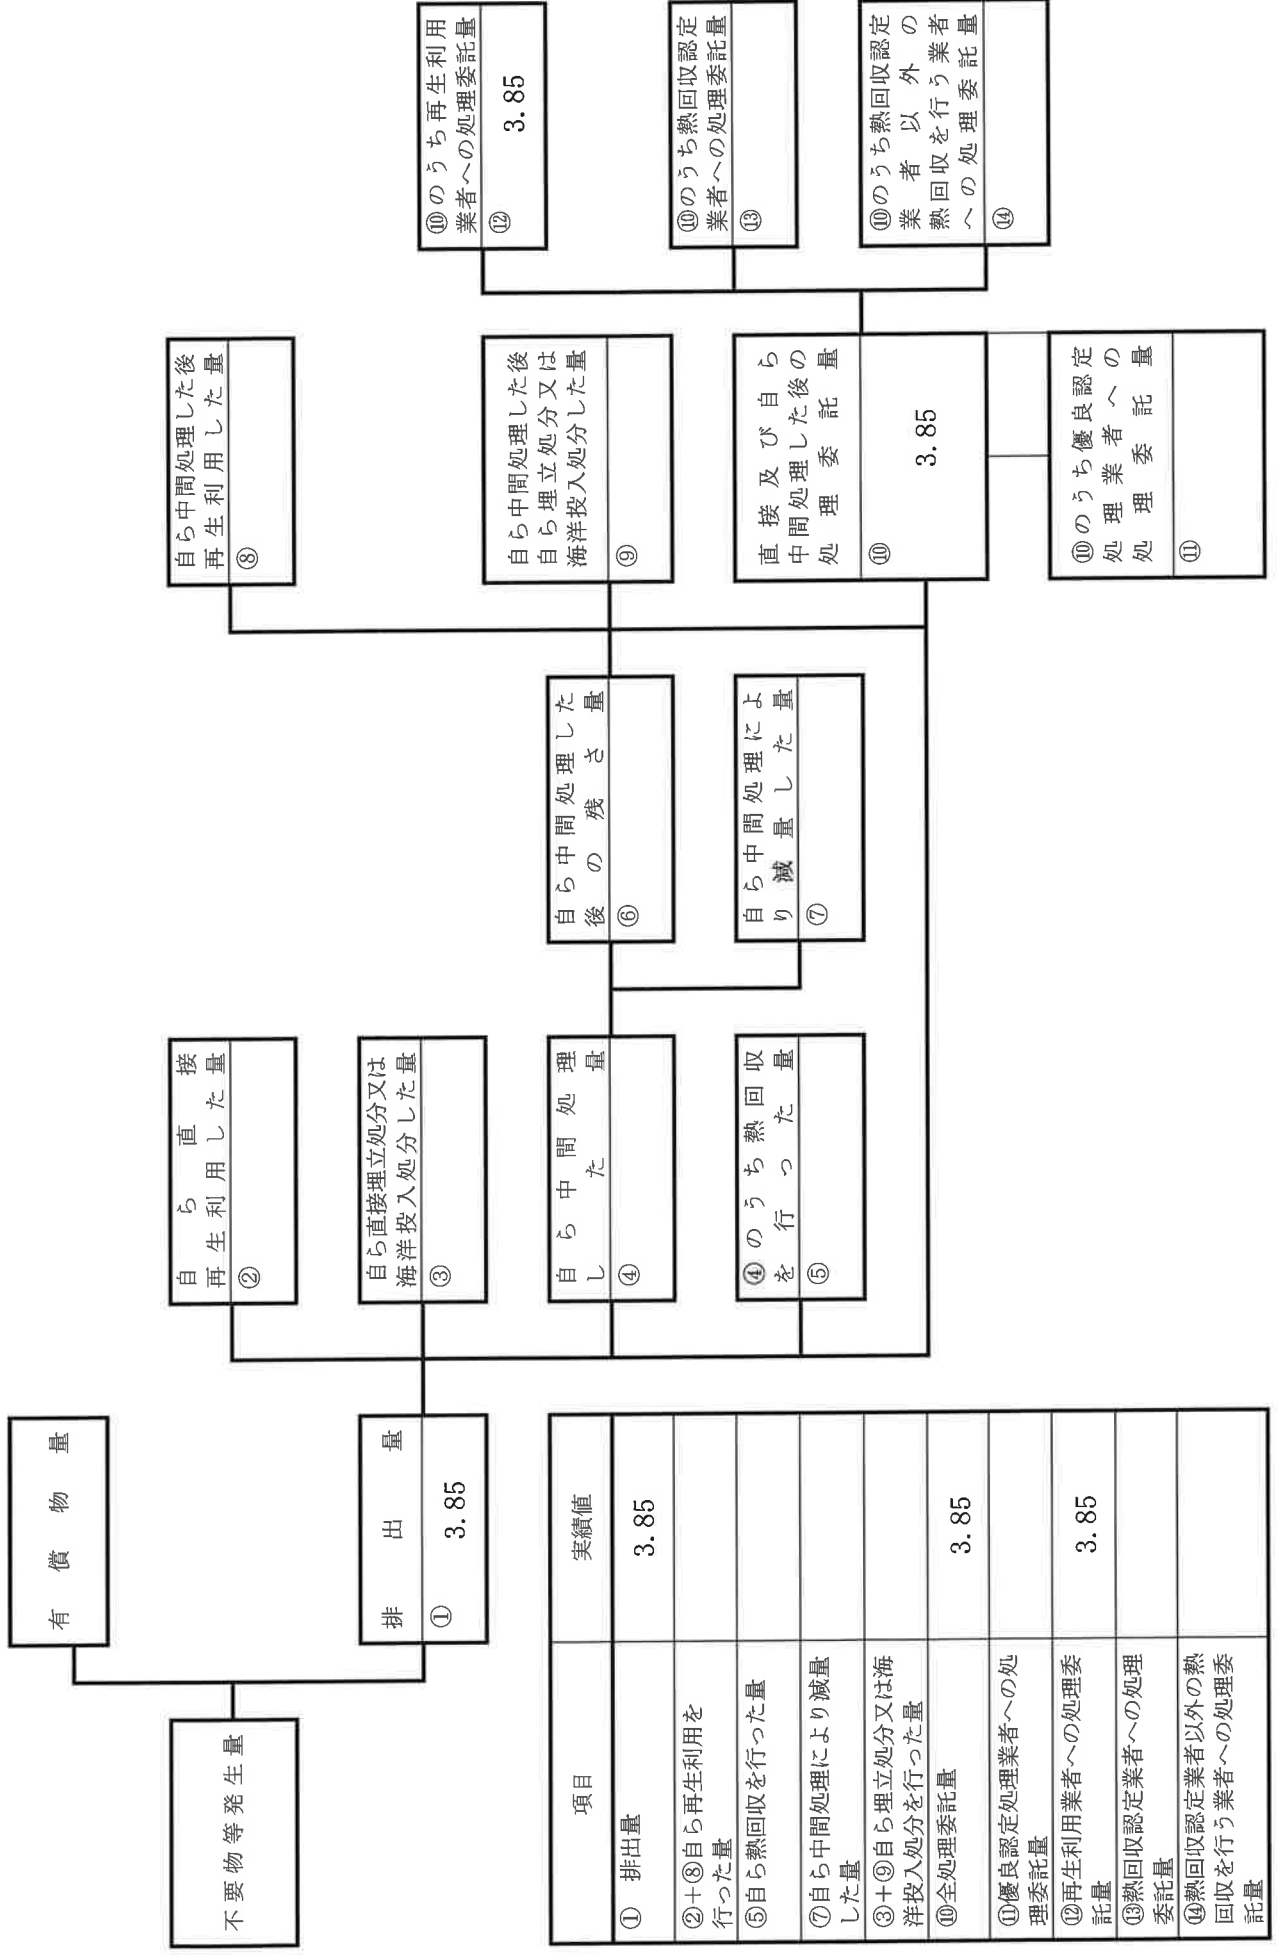 不要物等発生量
有償物量
排出量
①
3.85
自ら直接
再生利用した量
②
自ら直接埋立処分又は
海洋投入処分した量
③
自ら中間処理
した量
④
④のうち熱回収
を行った量
⑤
自ら中間処理した
後の残さ量
⑥
自ら中間処理によ
り減量した量
⑦
自ら中間処理した後
再生利用した量
⑧
自ら中間処理した後
自ら埋立処分又は
海洋投入処分した量
⑨
直接及び自ら
中間処理した後の
処理委託量
⑩
3.85
⑩のうち優良認定
処理業者への
処理委託量
⑪
⑩のうち再生利用
業者への処理委託量
⑫
3.85
⑩のうち熱回収認定
業者への処理委託量
⑬
⑩のうち熱回収認定
業者以外の
熱回収を行う業者
への処理委託量
⑭
項目 実績値
① 排出量 3.85
②＋⑧自ら再生利用を
行った量
⑤自ら熱回収を行った量
⑦自ら中間処理により減量
した量
③＋⑨自ら埋立処分又は海
洋投入処分を行った量
⑩全処理委託量 3.85
⑪優良認定処理業者への処
理委託量
⑫再生利用業者への処理委
託量 3.85
⑬熱回収認定業者への処理
委託量
⑭熱回収認定業者以外の熱
回収を行う業者への処理委
託量